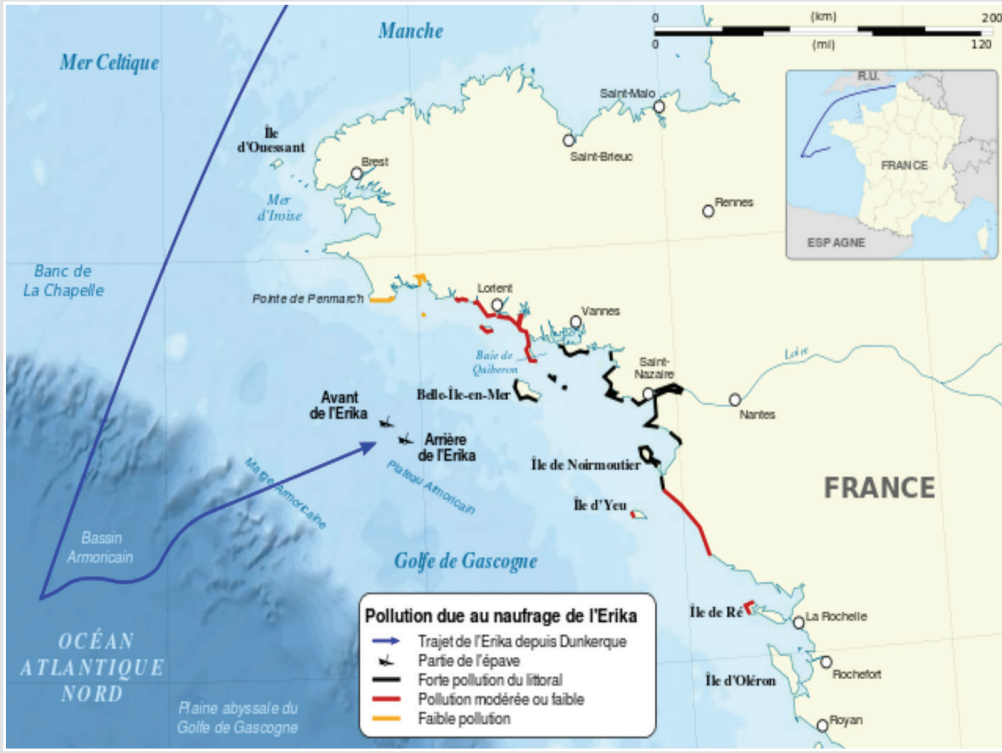 Manche
Mer Celtique
0 (km) 200
0 (mi) 120
R.U.
FRANCE
ESPAGNE
Saint-Malo
Île
d'Ouessant
Brest
Saint-Brieuc
Mer
d'Iroise
Rennes
Banc de
La Chapelle
Pointe de Penmarc'h
Lorient
Vannes
Baie de
Quiberon
Saint-
Nazaire
Loire
Belle-Île-en-Mer
Nantes
Avant
de l'Erika
Arrière
de l'Erika
Île de Noirmoutier
Marge Armoricaine
Plateau Armoricain
FRANCE
Île d'Yeu
Bassin
Armoricain
Golfe de Gascogne
Île de Ré
La Rochelle
OCÉAN
ATLANTIQUE
NORD
Île d'Oléron
Rochefort
Plaine abyssale du
Golfe de Gascogne
Royan
Pollution due au naufrage de l'Erika
Trajet de l'Erika depuis Dunkerque
Partie de l'épave
Forte pollution du littoral
Pollution modérée ou faible
Faible pollution